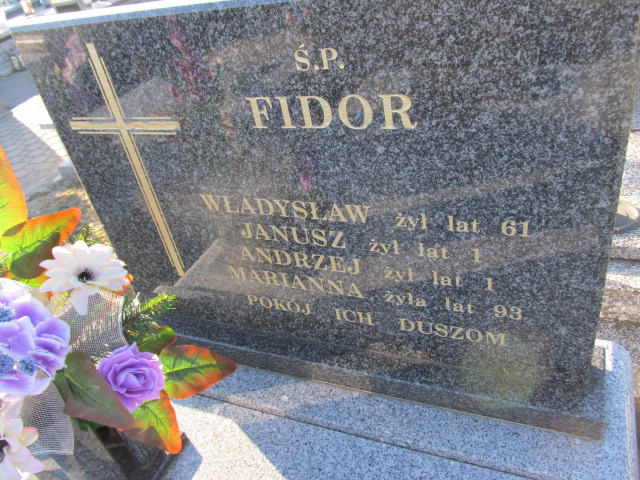 Ś.P.
FIDOR
WŁADYSŁAW żył lat 61
JANUSZ żył lat 1
ANDRZEJ żył lat 1
MARIANNA żyła lat 93
POKÓJ ICH DUSZOM